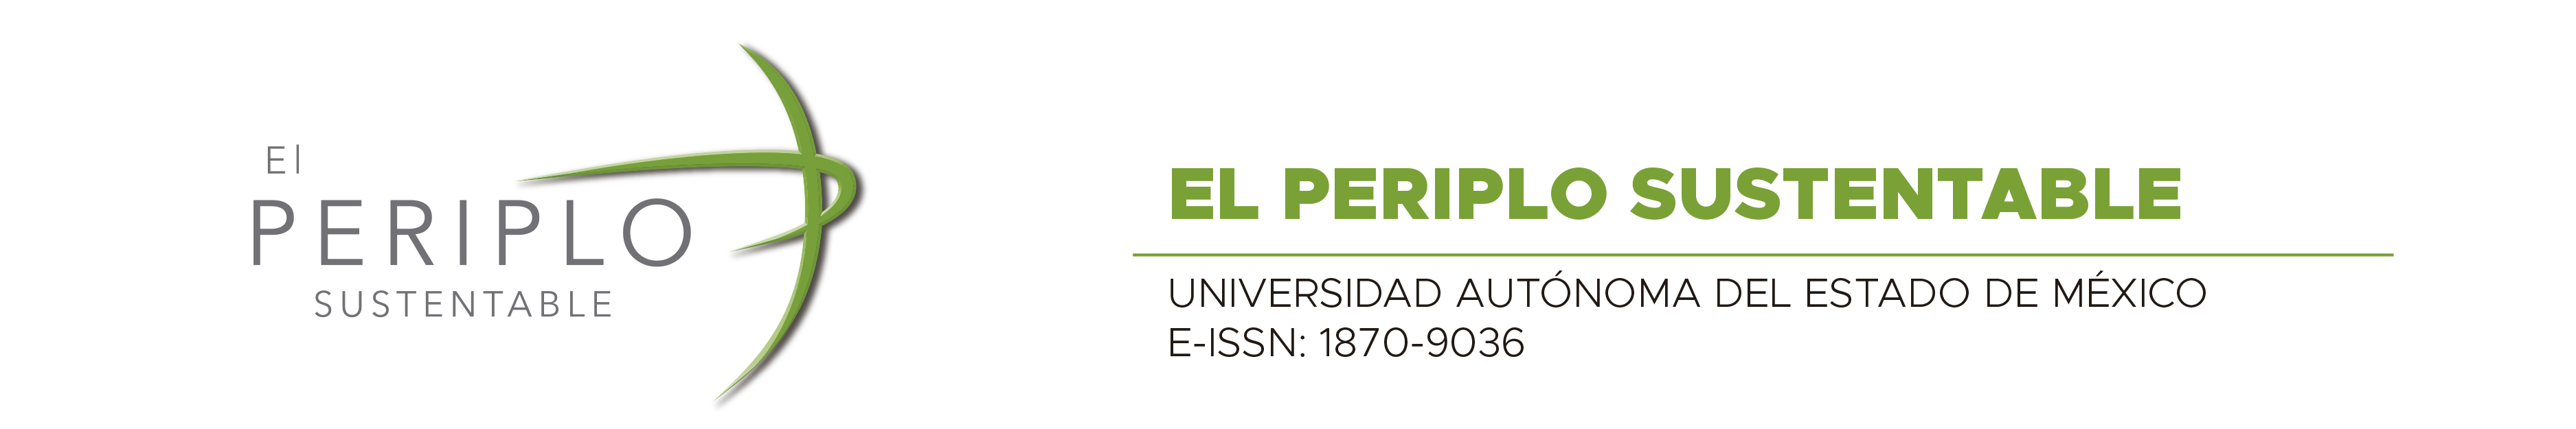 El
PERIPLO
SUSTENTABLE
EL PERIPLO SUSTENTABLE
UNIVERSIDAD AUTÓNOMA DEL ESTADO DE MÉXICO
E-ISSN: 1870-9036